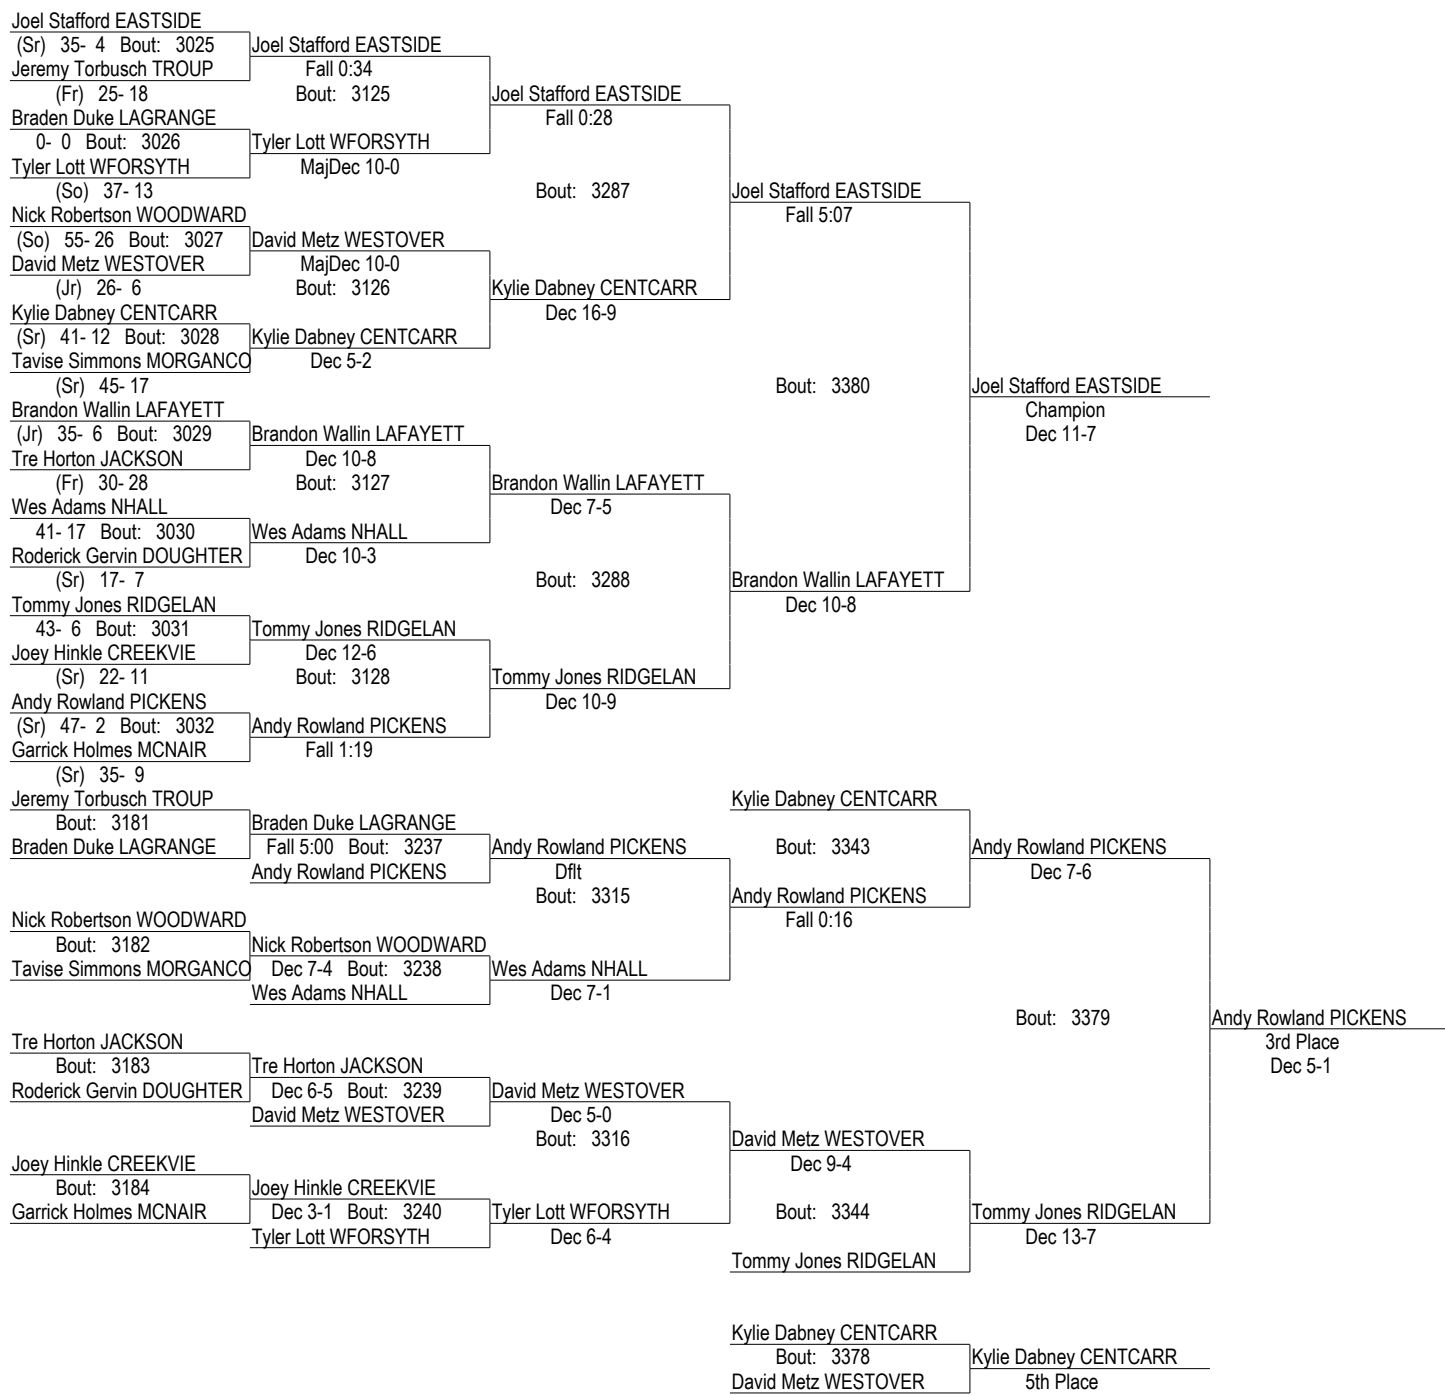 Joel Stafford EASTSIDE
(Sr) 35- 4 Bout: 3025 Joel Stafford EASTSIDE
Jeremy Torbusch TROUP Fall 0:34
(Fr) 25- 18 Bout: 3125 Joel Stafford EASTSIDE
Braden Duke LAGRANGE Fall 0:28
0- 0 Bout: 3026 Tyler Lott WFORSYTH
Tyler Lott WFORSYTH MajDec 10-0
(So) 37- 13 Bout: 3287 Joel Stafford EASTSIDE
Nick Robertson WOODWARD Fall 5:07
(So) 55- 26 Bout: 3027 David Metz WESTOVER
David Metz WESTOVER MajDec 10-0
(Jr) 26- 6 Bout: 3126 Kylie Dabney CENTCARR
Kylie Dabney CENTCARR Dec 16-9
(Sr) 41- 12 Bout: 3028 Kylie Dabney CENTCARR
Tavise Simmons MORGANCO Dec 5-2
(Sr) 45- 17 Bout: 3380 Joel Stafford EASTSIDE
Brandon Wallin LAFAYETT Champion
(Jr) 35- 6 Bout: 3029 Brandon Wallin LAFAYETT Dec 11-7
Tre Horton JACKSON Dec 10-8
(Fr) 30- 28 Bout: 3127 Brandon Wallin LAFAYETT
Wes Adams NHALL Dec 7-5
41- 17 Bout: 3030 Wes Adams NHALL
Roderick Gervin DOUGHTER Dec 10-3
(Sr) 17- 7 Bout: 3288 Brandon Wallin LAFAYETT
Tommy Jones RIDGELAN Dec 10-8
43- 6 Bout: 3031 Tommy Jones RIDGELAN
Joey Hinkle CREEKVIE Dec 12-6
(Sr) 22- 11 Bout: 3128 Tommy Jones RIDGELAN
Andy Rowland PICKENS Dec 10-9
(Sr) 47- 2 Bout: 3032 Andy Rowland PICKENS
Garrick Holmes MCNAIR Fall 1:19
(Sr) 35- 9
Jeremy Torbusch TROUP Kylie Dabney CENTCARR
Bout: 3181 Braden Duke LAGRANGE
Braden Duke LAGRANGE Fall 5:00 Bout: 3237 Andy Rowland PICKENS Bout: 3343 Andy Rowland PICKENS
Andy Rowland PICKENS Dflt Dec 7-6
Bout: 3315 Andy Rowland PICKENS
Nick Robertson WOODWARD Fall 0:16
Bout: 3182 Nick Robertson WOODWARD
Tavise Simmons MORGANCO Dec 7-4 Bout: 3238 Wes Adams NHALL
Wes Adams NHALL Dec 7-1
Bout: 3379 Andy Rowland PICKENS
Tre Horton JACKSON 3rd Place
Bout: 3183 Tre Horton JACKSON Dec 5-1
Roderick Gervin DOUGHTER Dec 6-5 Bout: 3239 David Metz WESTOVER
David Metz WESTOVER Dec 5-0
Bout: 3316 David Metz WESTOVER
Joey Hinkle CREEKVIE Dec 9-4
Bout: 3184 Joey Hinkle CREEKVIE
Garrick Holmes MCNAIR Dec 3-1 Bout: 3240 Tyler Lott WFORSYTH Bout: 3344 Tommy Jones RIDGELAN
Tyler Lott WFORSYTH Dec 6-4 Dec 13-7
Tommy Jones RIDGELAN
Kylie Dabney CENTCARR
Bout: 3378 Kylie Dabney CENTCARR
David Metz WESTOVER 5th Place